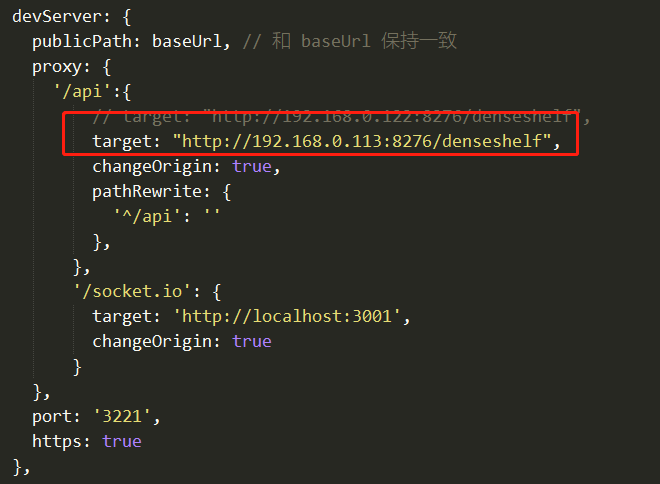 devServer: {
publicPath: baseUrl, // 和 baseUrl 保持一致
proxy: {
'/api':{
// target: "http://192.168.0.122:8276/denseshelf",
target: "http://192.168.0.113:8276/denseshelf",
changeOrigin: true,
pathRewrite: {
'^/api': ''
},
},
'/socket.io': {
target: 'http://localhost:3001',
changeOrigin: true
}
},
port: '3221',
https: true
},